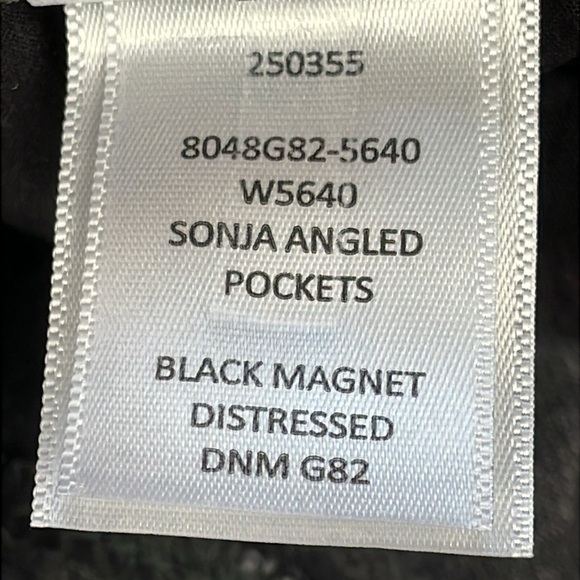 250355
8048G82-5640
W5640
SONJA ANGLED
POCKETS
BLACK MAGNET
DISTRESSED
DNM G82